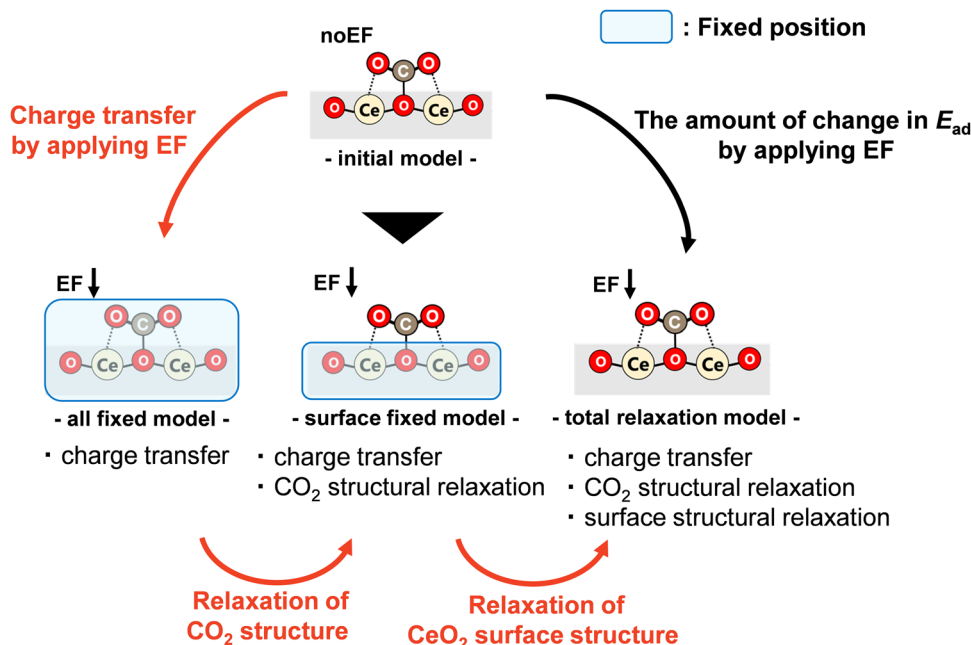 noEF
: Fixed position
O C O
O Ce O Ce O
- initial model -
Charge transfer
by applying EF
The amount of change in E_ad
by applying EF
EF
O C O
O Ce O Ce O
- all fixed model -
· charge transfer
EF
O C O
O Ce O Ce O
- surface fixed model -
· charge transfer
· CO₂ structural relaxation
EF
O C O
O Ce O Ce O
- total relaxation model -
· charge transfer
· CO₂ structural relaxation
· surface structural relaxation
Relaxation of
CO₂ structure
Relaxation of
CeO₂ surface structure